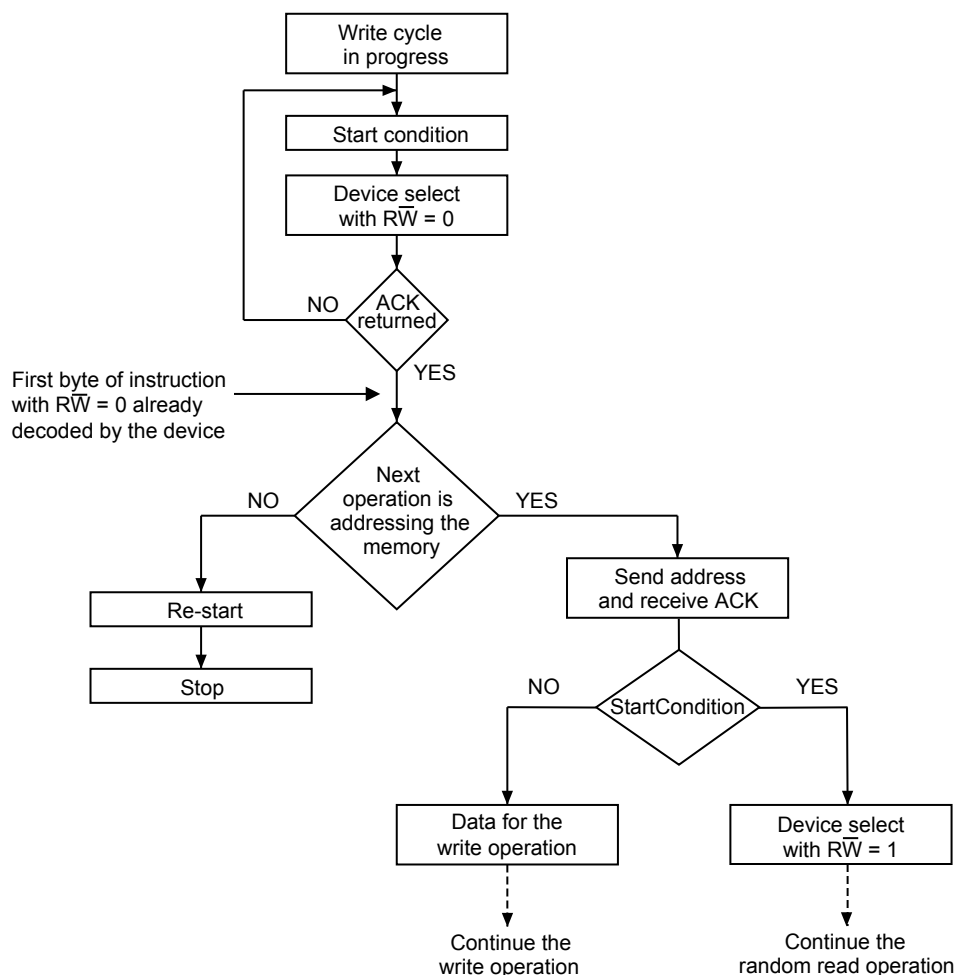 Write cycle
in progress
Start condition
Device select
with RW̅ = 0
NO
ACK
returned
YES
First byte of instruction
with RW̅ = 0 already
decoded by the device
NO
Next
operation is
addressing the
memory
YES
Send address
and receive ACK
Re-start
Stop
NO
StartCondition
YES
Data for the
write operation
Device select
with RW̅ = 1
Continue the
write operation
Continue the
random read operation